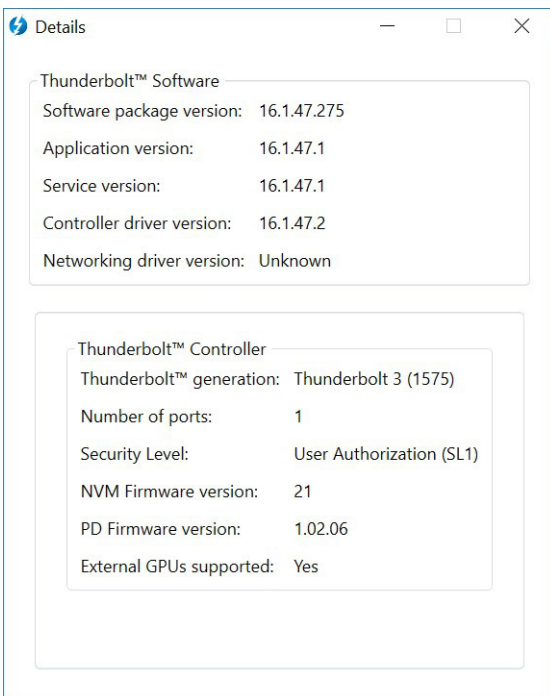 Details
Thunderbolt™ Software
Software package version: 16.1.47.275
Application version: 16.1.47.1
Service version: 16.1.47.1
Controller driver version: 16.1.47.2
Networking driver version: Unknown
Thunderbolt™ Controller
Thunderbolt™ generation: Thunderbolt 3 (1575)
Number of ports: 1
Security Level: User Authorization (SL1)
NVM Firmware version: 21
PD Firmware version: 1.02.06
External GPUs supported: Yes